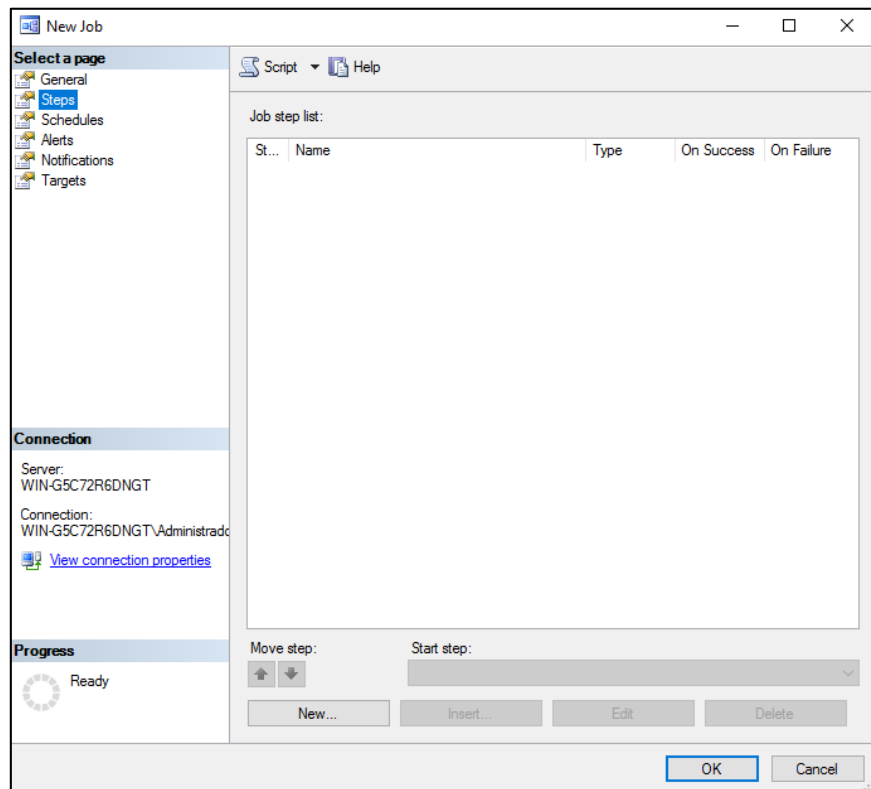 New Job
Select a page
General
Steps
Schedules
Alerts
Notifications
Targets
Script
Help
Job step list:
St... Name Type On Success On Failure
Connection
Server:
WIN-G5C72R6DNGT
Connection:
WIN-G5C72R6DNGT\Administrado
View connection properties
Progress
Ready
Move step:
Start step:
New...
Insert...
Edit
Delete
OK
Cancel